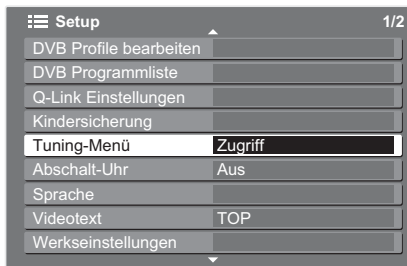 Setup 1/2
DVB Profile bearbeiten
DVB Programmliste
Q-Link Einstellungen
Kindersicherung
Tuning-Menü Zugriff
Abschalt-Uhr Aus
Sprache
Videotext TOP
Werkseinstellungen